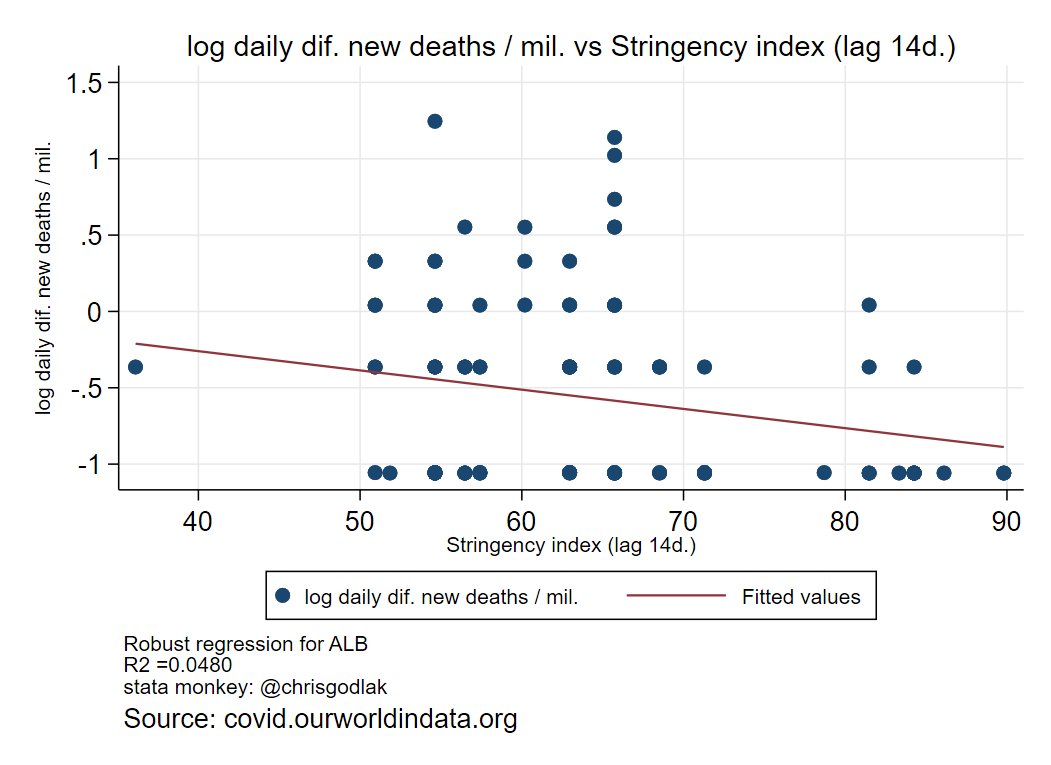 log daily dif. new deaths / mil. vs Stringency index (lag 14d.)
log daily dif. new deaths / mil.
1.5
1
.5
0
-.5
-1
40 50 60 70 80 90
Stringency index (lag 14d.)
log daily dif. new deaths / mil. Fitted values
Robust regression for ALB
R2 =0.0480
stata monkey: @chrisgodlak
Source: covid.ourworldindata.org